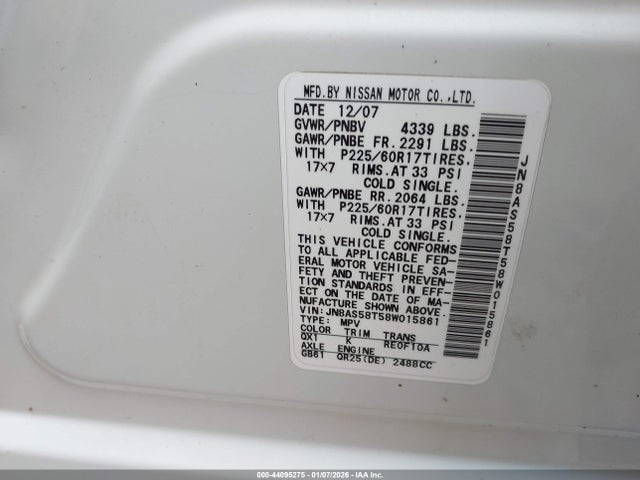 MFD.BY NISSAN MOTOR CO.,LTD.
DATE 12/07
GVWR/PNBV 4339 LBS.
GAWR/PNBE FR.2291 LBS.
WITH P225/60R17TIRES,
17×7 RIMS.AT 33 PSI
COLD SINGLE.
GAWR/PNBE RR.2064 LBS.
WITH P225/60R17TIRES,
17×7 RIMS.AT 33 PSI
COLD SINGLE.
THIS VEHICLE CONFORMS
TO ALL APPLICABLE FED-
ERAL MOTOR VEHICLE SA-
FETY AND THEFT PREVEN-
TION STANDARDS IN EFF-
ECT ON THE DATE OF MA-
NUFACTURE SHOWN ABOVE.
VIN:JN8AS58T58W015861
TYPE: MPV
COLOR TRIM TRANS
QX1 K RE0F10A
AXLE ENGINE
GB61 QR25(DE) 2488CC
JN8AS58T58W015861
000-44095275 - 01/07/2026 - IAA Inc.